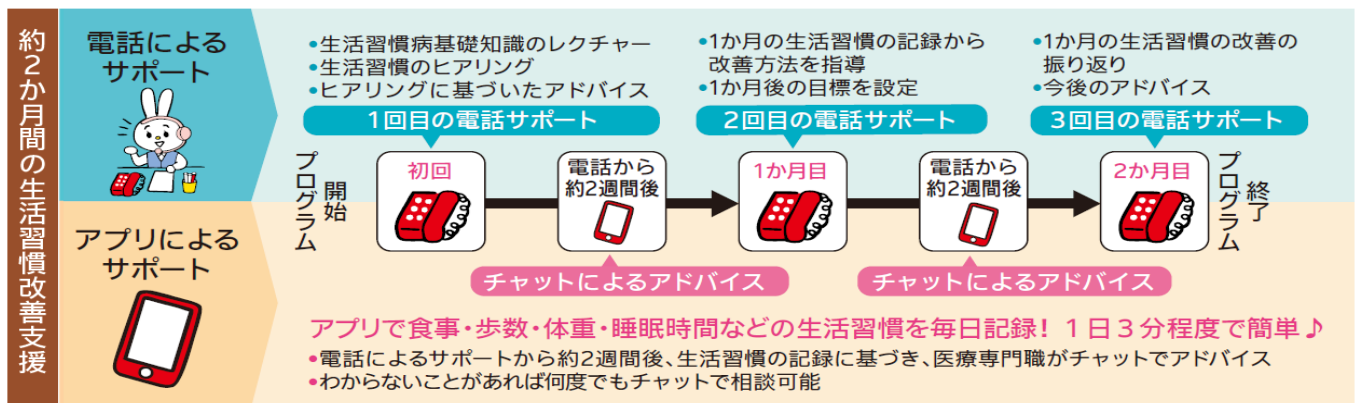 約2か月間の生活習慣改善支援
電話による
サポート
•生活習慣病基礎知識のレクチャー
•生活習慣のヒアリング
•ヒアリングに基づいたアドバイス
1回目の電話サポート
•1か月の生活習慣の記録から
改善方法を指導
•1か月後の目標を設定
2回目の電話サポート
•1か月の生活習慣の改善の
振り返り
•今後のアドバイス
3回目の電話サポート
プログラム
開始
初回
電話から
約2週間後
1か月目
電話から
約2週間後
2か月目
プログラム
終了
アプリによる
サポート
チャットによるアドバイス
チャットによるアドバイス
アプリで食事・歩数・体重・睡眠時間などの生活習慣を毎日記録! 1日3分程度で簡単♪
•電話によるサポートから約2週間後、生活習慣の記録に基づき、医療専門職がチャットでアドバイス
•わからないことがあれば何度でもチャットで相談可能